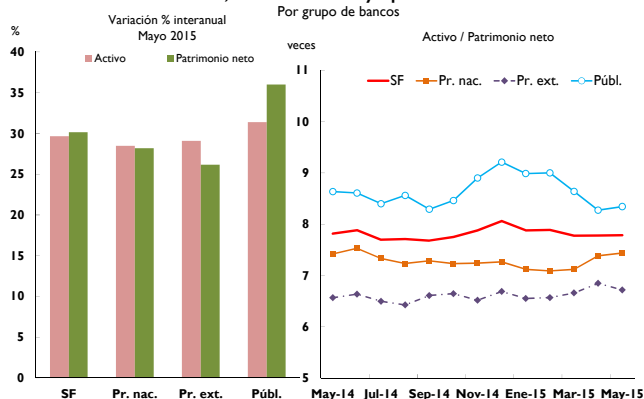 Por grupo de bancos
Variación % interanual
Mayo 2015
%
Activo
Patrimonio neto
40
35
30
25
20
15
10
5
0
SF
Pr. nac.
Pr. ext.
Públ.
Activo / Patrimonio neto
veces
SF
Pr. nac.
Pr. ext.
Públ.
11
10
9
8
7
6
5
May-14
Jul-14
Sep-14
Nov-14
Ene-15
Mar-15
May-15